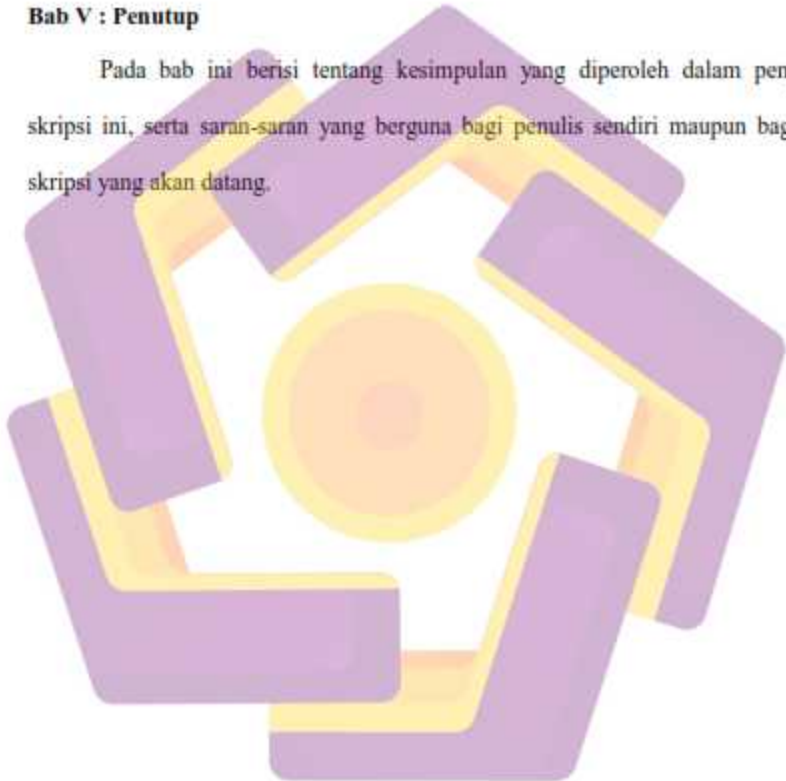 Bab V : Penutup
Pada bab ini berisi tentang kesimpulan yang diperoleh dalam pen
skripsi ini, serta saran-saran yang berguna bagi penulis sendiri maupun bag
skripsi yang akan datang.